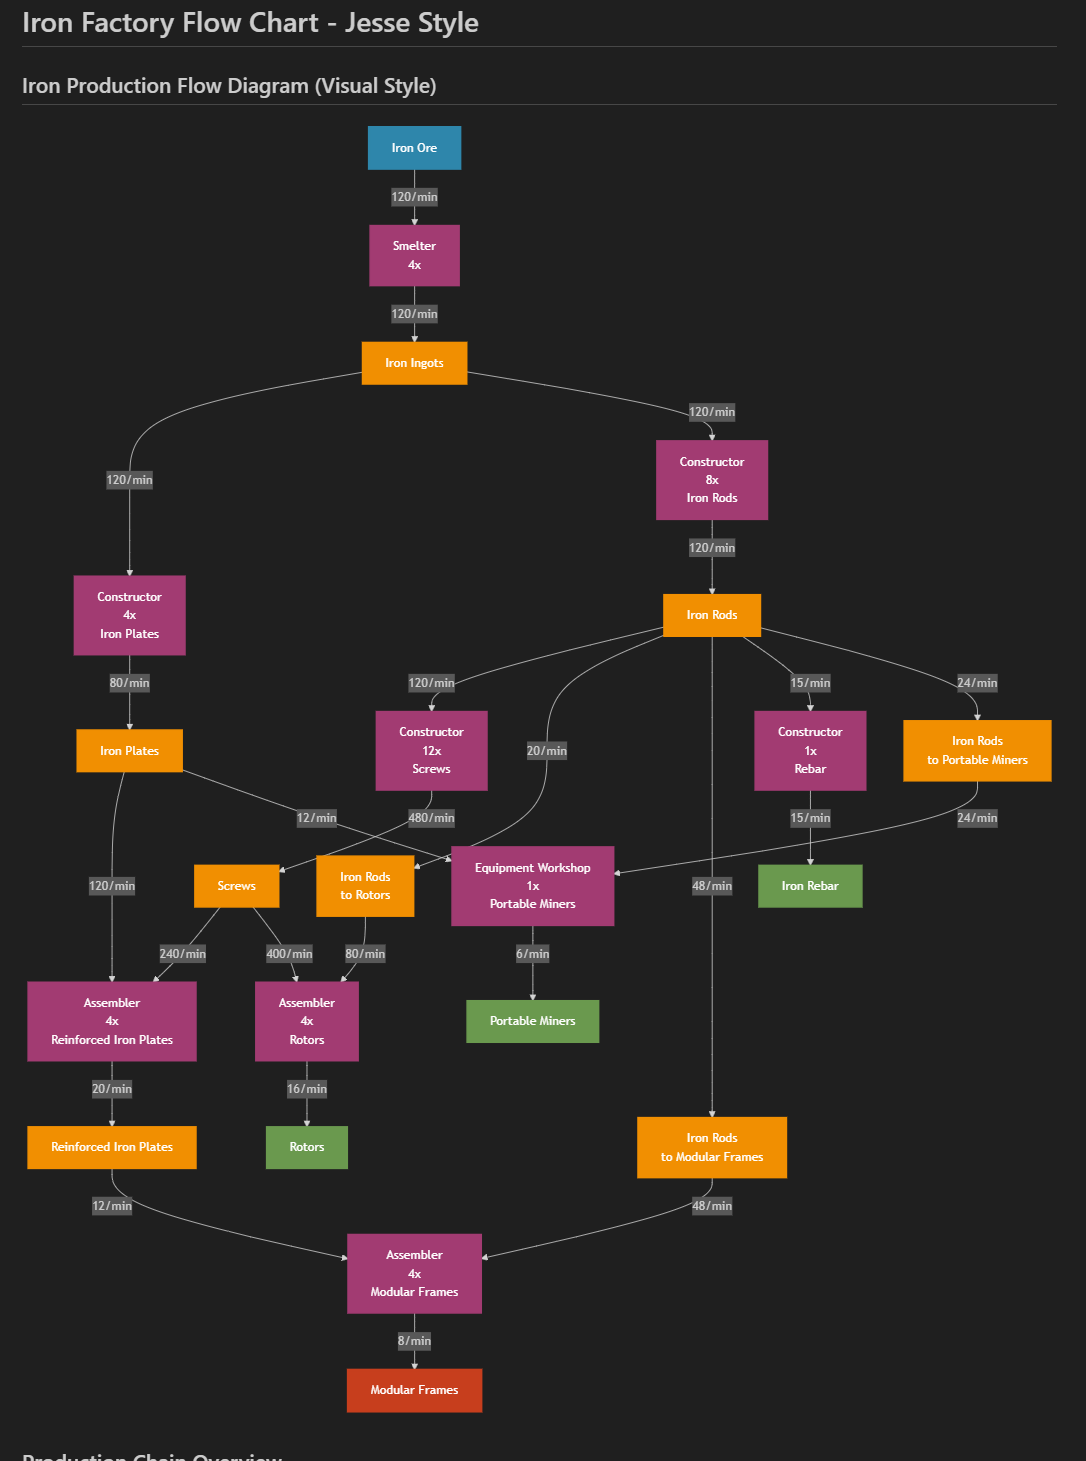 Iron Factory Flow Chart - Jesse Style
Iron Production Flow Diagram (Visual Style)
Iron Ore
120/min
Smelter
4x
120/min
Iron Ingots
120/min
120/min
Constructor
8x
Iron Rods
120/min
Constructor
4x
Iron Plates
Iron Rods
80/min
120/min
15/min
24/min
Iron Plates
Constructor
12x
Screws
20/min
Constructor
1x
Rebar
Iron Rods
to Portable Miners
12/min
480/min
15/min
24/min
120/min
Screws
Iron Rods
to Rotors
Equipment Workshop
1x
Portable Miners
48/min
Iron Rebar
240/min
400/min
80/min
6/min
Assembler
4x
Reinforced Iron Plates
Assembler
4x
Rotors
Portable Miners
20/min
16/min
Reinforced Iron Plates
Rotors
Iron Rods
to Modular Frames
12/min
48/min
Assembler
4x
Modular Frames
8/min
Modular Frames
Production Chain Overview